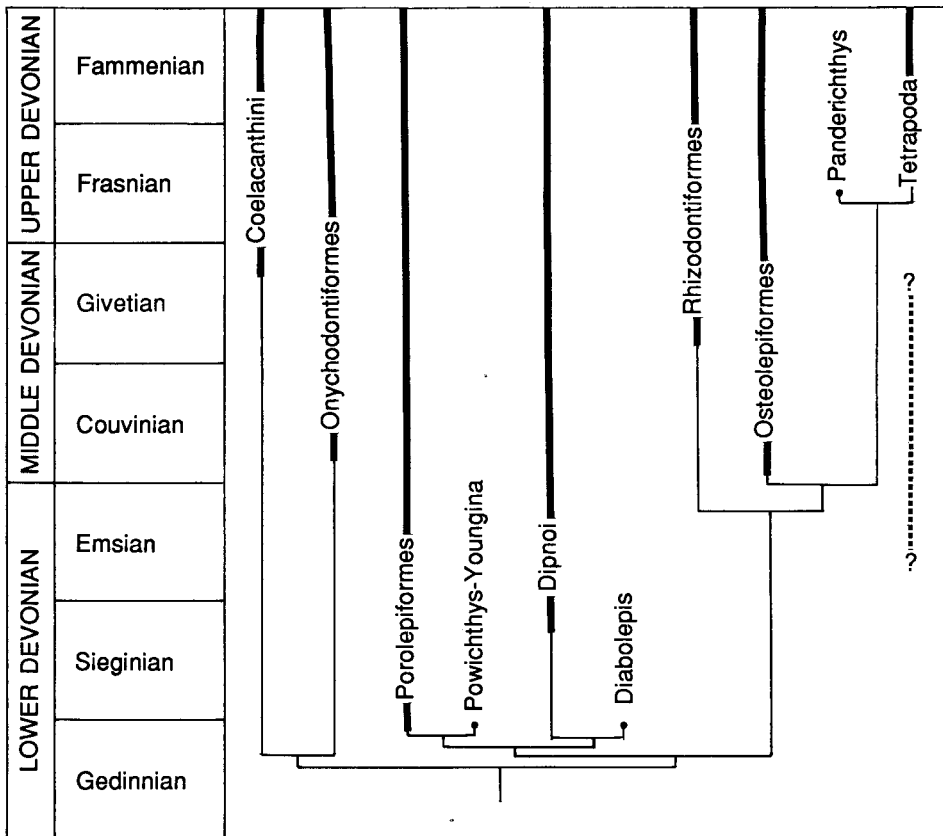 UPPER DEVONIAN
Fammenian
Frasnian
MIDDLE DEVONIAN
Givetian
Couvinian
LOWER DEVONIAN
Emsian
Sieginian
Gedinnian
Coelacanthini
Onychodontiformes
Porolepiformes
Powichthys-Youngina
Dipnoi
Diabolepis
Rhizodontiformes
Osteolepiformes
Panderichthys
Tetrapoda
?
?